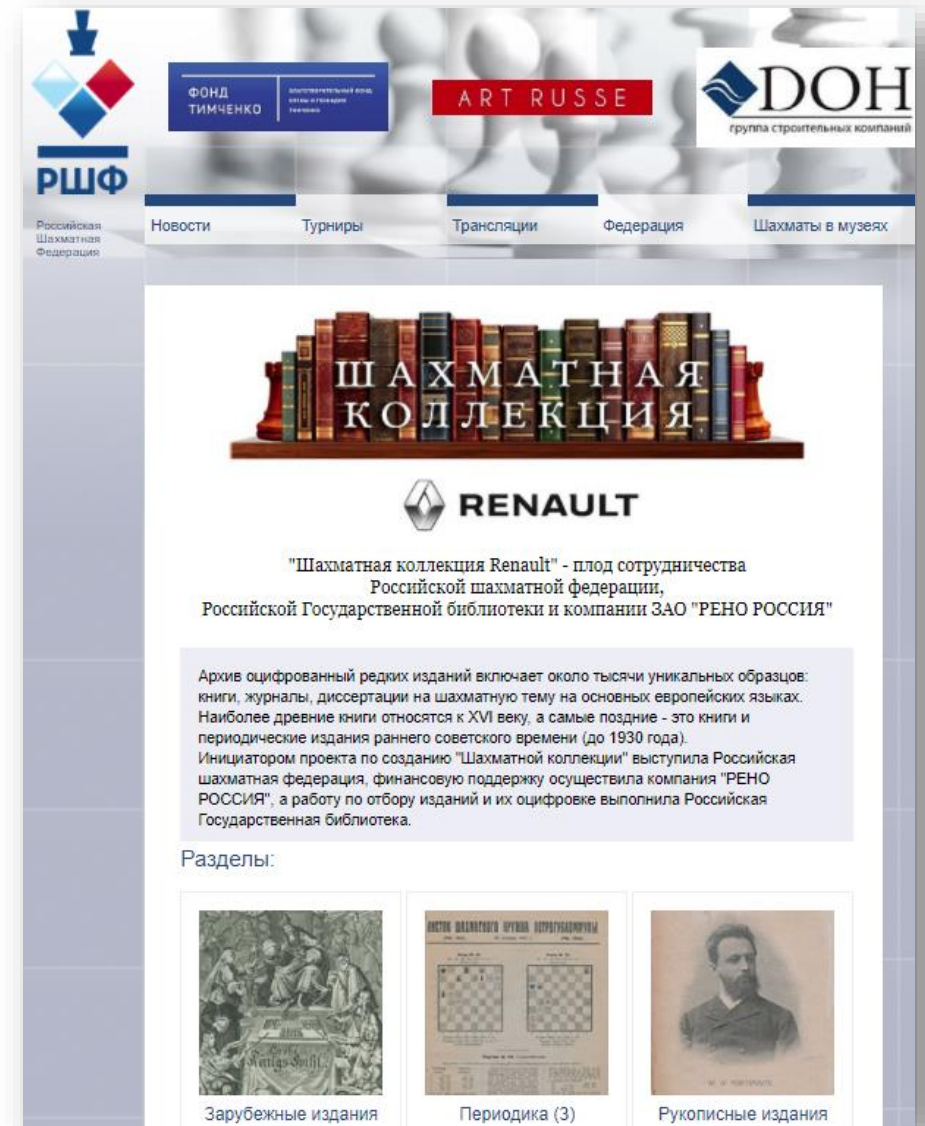 ФОНД
ТИМЧЕНКО
ART RUSSE
ДОН
группа строительных компаний
РШФ
Российская
Шахматная
Федерация
Новости
Турниры
Трансляции
Федерация
Шахматы в музеях
ШАХМАТНАЯ
КОЛЛЕКЦИЯ
RENAULT
"Шахматная коллекция Renault" - плод сотрудничества
Российской шахматной федерации,
Российской Государственной библиотеки и компании ЗАО "РЕНО РОССИЯ"
Архив оцифрованный редких изданий включает около тысячи уникальных образцов:
книги, журналы, диссертации на шахматную тему на основных европейских языках.
Наиболее древние книги относятся к XVI веку, а самые поздние - это книги и
периодические издания раннего советского времени (до 1930 года).
Инициатором проекта по созданию "Шахматной коллекции" выступила Российская
шахматная федерация, финансовую поддержку осуществила компания "РЕНО
РОССИЯ", а работу по отбору изданий и их оцифровке выполнила Российская
Государственная библиотека.
Разделы:
Зарубежные издания
Периодика (3)
Рукописные издания